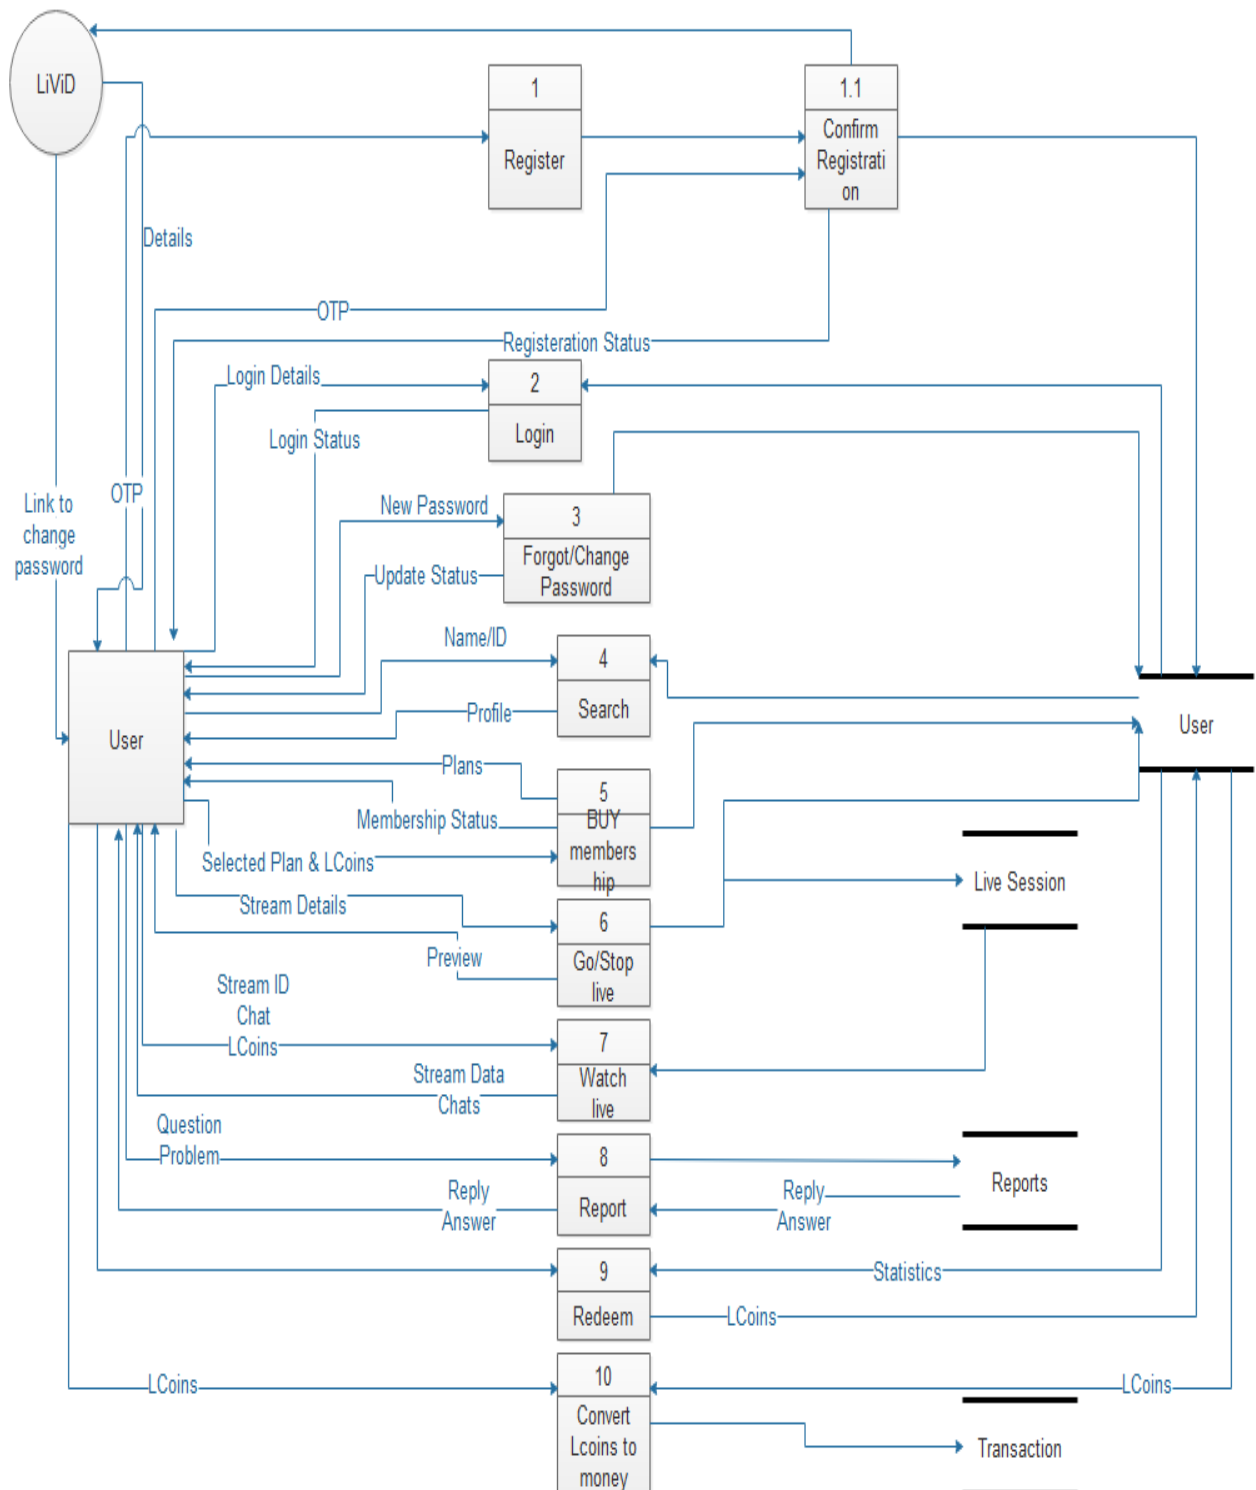 LiViD
1
1.1
Register
Confirm
Registrati
on
Details
OTP
Registeration Status
Login Details
2
Login
Login Status
OTP
Link to
change
password
New Password
3
Forgot/Change
Password
Update Status
Name/ID
4
Search
Profile
User
User
Plans
5
BUY
members
hip
Membership Status
Selected Plan & LCoins
Stream Details
6
Go/Stop
live
Live Session
Preview
Stream ID
Chat
LCoins
7
Watch
live
Stream Data
Chats
Question
Problem
8
Report
Reply
Answer
Reply
Answer
Reports
9
Redeem
Statistics
LCoins
LCoins
10
Convert
Lcoins to
money
LCoins
Transaction